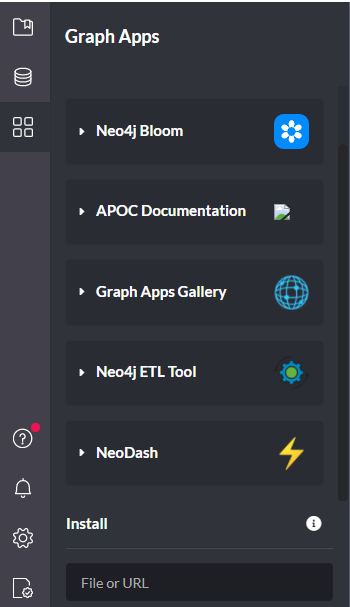 Graph Apps
Neo4j Bloom
APOC Documentation
Graph Apps Gallery
Neo4j ETL Tool
NeoDash
Install
File or URL